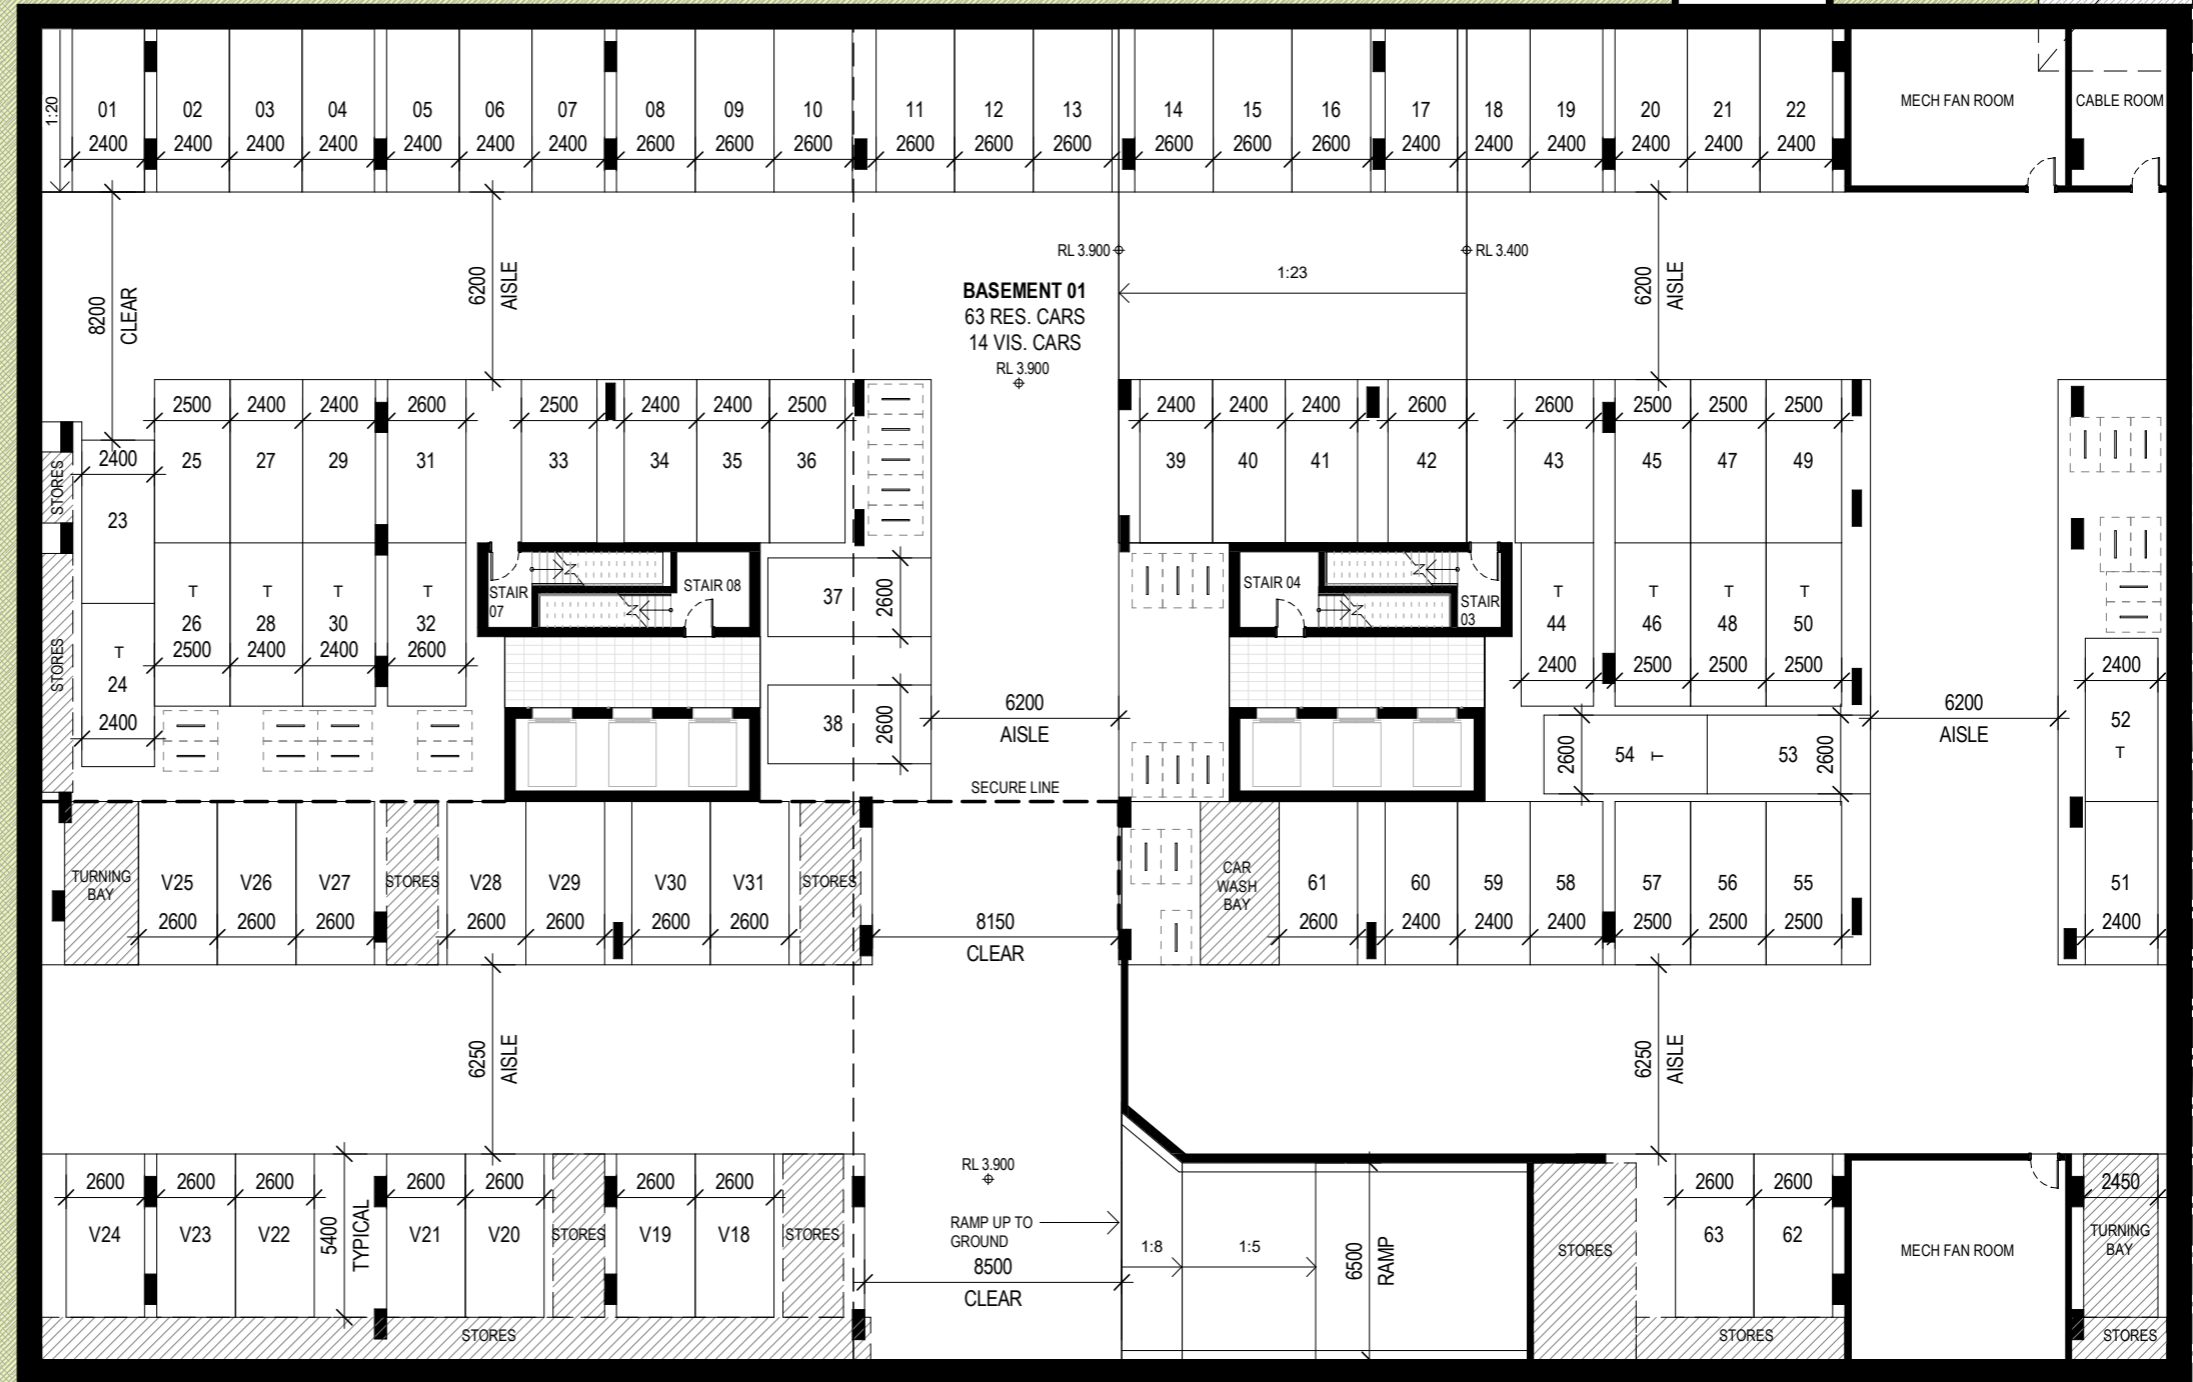 1:20
01 02 03 04 05 06 07 08 09 10 11 12 13 14 15 16 17 18 19 20 21 22
2400 2400 2400 2400 2400 2400 2400 2600 2600 2600 2600 2600 2600 2600 2600 2600 2400 2400 2400 2400 2400 2400
MECH FAN ROOM
CABLE ROOM
8200
CLEAR
6200
AISLE
RL 3.900
RL 3.400
1:23
BASEMENT 01
63 RES. CARS
14 VIS. CARS
RL 3.900
6200
AISLE
2500 2400 2400 2600 2500 2400 2400 2500 2400 2400 2400 2600 2600 2500 2500 2500
2400 25 27 29 31 33 34 35 36 39 40 41 42 43 45 47 49
STORES
23
STAIR
07
STAIR 08
37
2600
STAIR 04
STAIR
03
T T T T T T T T
26 28 30 32 44 46 48 50
2500 2400 2400 2600 2400 2500 2500 2500
STORES
T
24
2400
38
2600
6200
AISLE
SECURE LINE
2600
54 T
53
2600
6200
AISLE
2400
52
T
TURNING
BAY
V25 V26 V27
2600 2600 2600
STORES
V28 V29 V30 V31
2600 2600 2600 2600
STORES
8150
CLEAR
CAR
WASH
BAY
61 60 59 58 57 56 55
2600 2400 2400 2400 2500 2500 2500
51
2400
6250
AISLE
6250
AISLE
2600 2600 2600 2600 2600 2600 2600
V24 V23 V22 V21 V20 V19 V18
5400
TYPICAL
STORES
STORES
STORES
RL 3.900
RAMP UP TO
GROUND
8500
CLEAR
1:8
1:5
6500
RAMP
STORES
2600 2600
63 62
STORES
MECH FAN ROOM
2450
TURNING
BAY
STORES